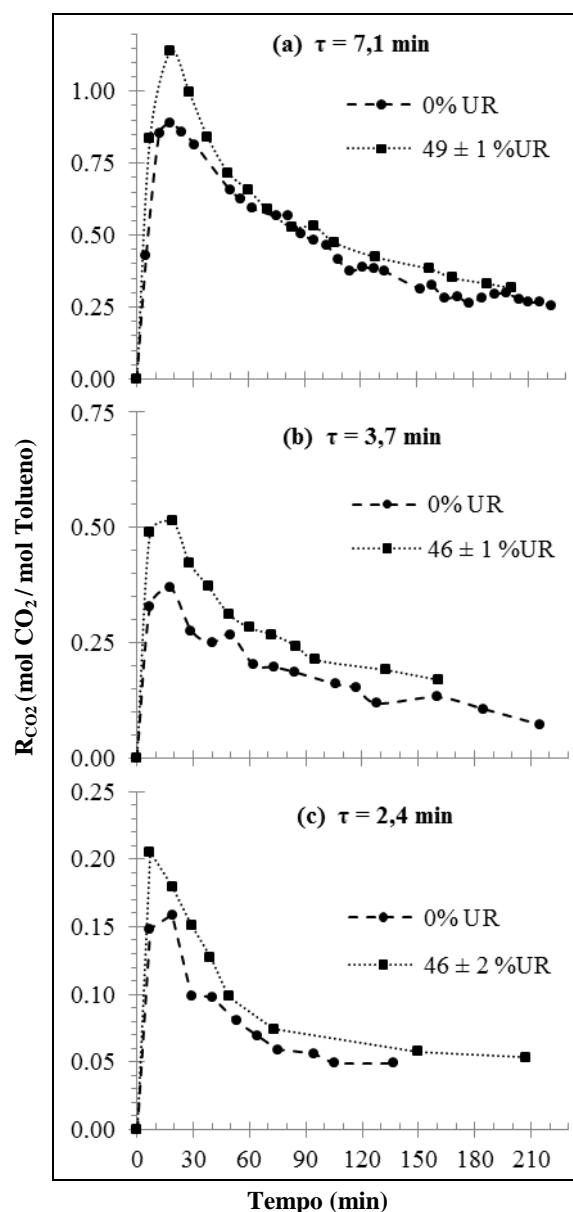 R_CO2 (mol CO₂ / mol Tolueno)
(a) τ = 7,1 min
0% UR
49 ± 1 %UR
1.00
0.75
0.50
0.25
0.00
(b) τ = 3,7 min
0% UR
46 ± 1 %UR
0.75
0.50
0.25
0.00
(c) τ = 2,4 min
0% UR
46 ± 2 %UR
0.25
0.20
0.15
0.10
0.05
0.00
0 30 60 90 120 150 180 210
Tempo (min)